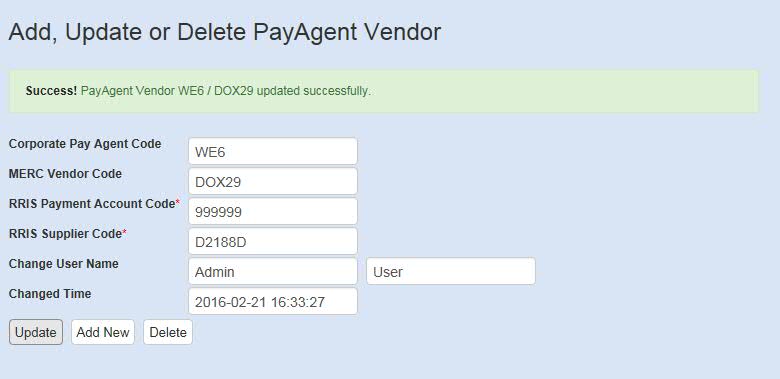 Add, Update or Delete PayAgent Vendor
Success! PayAgent Vendor WE6 / DOX29 updated successfully.
Corporate Pay Agent Code WE6
MERC Vendor Code DOX29
RRIS Payment Account Code* 999999
RRIS Supplier Code* D2188D
Change User Name Admin User
Changed Time 2016-02-21 16:33:27
Update Add New Delete